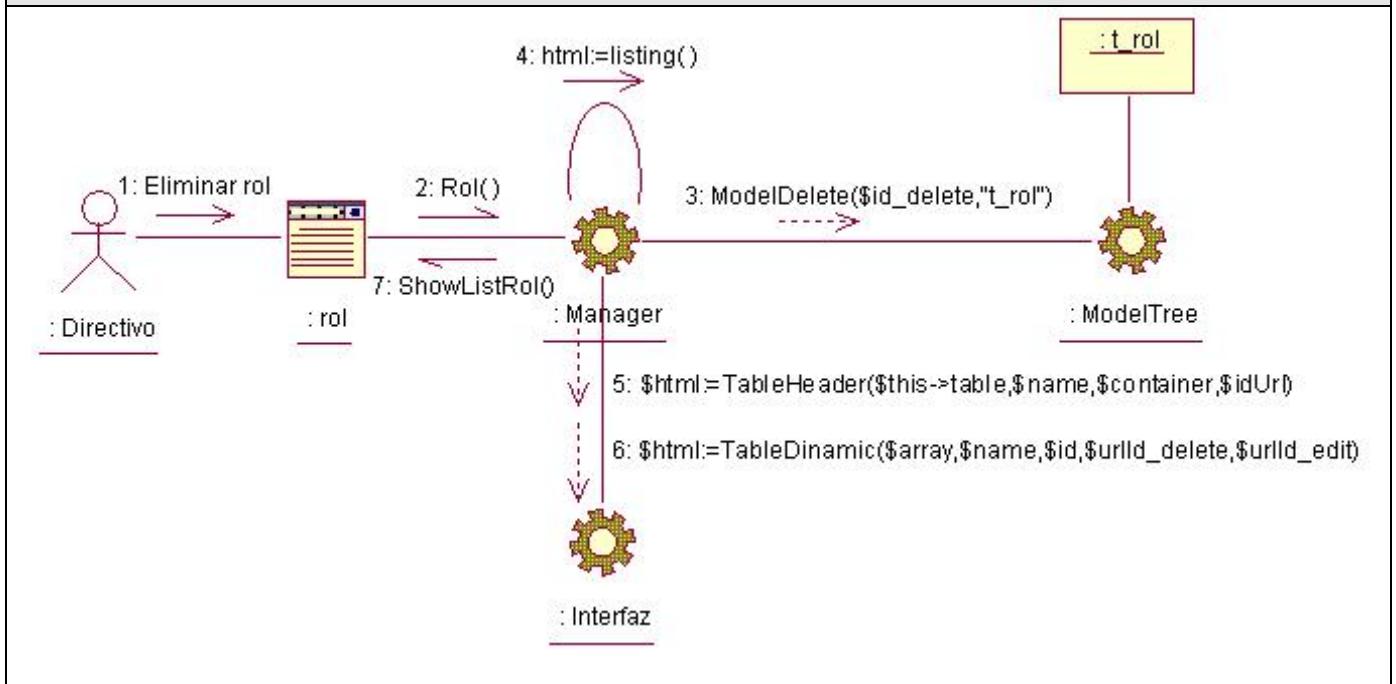 4: html:=listing()
: t_rol
1: Eliminar rol
2: Rol()
3: ModelDelete($id_delete,"t_rol")
7: ShowListRol()
: Directivo
: rol
: Manager
: ModelTree
5: $html:=TableHeader($this->table,$name,$container,$idUrl)
6: $html:=TableDinamic($array,$name,$id,$urlId_delete,$urlId_edit)
: Interfaz